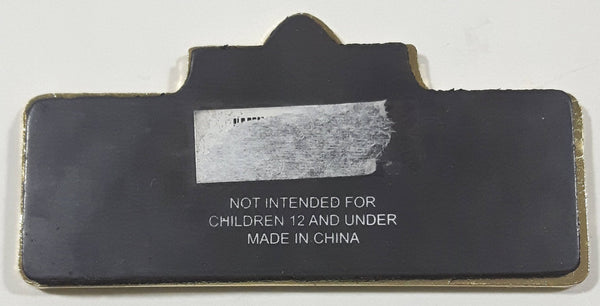 NOT INTENDED FOR
CHILDREN 12 AND UNDER
MADE IN CHINA